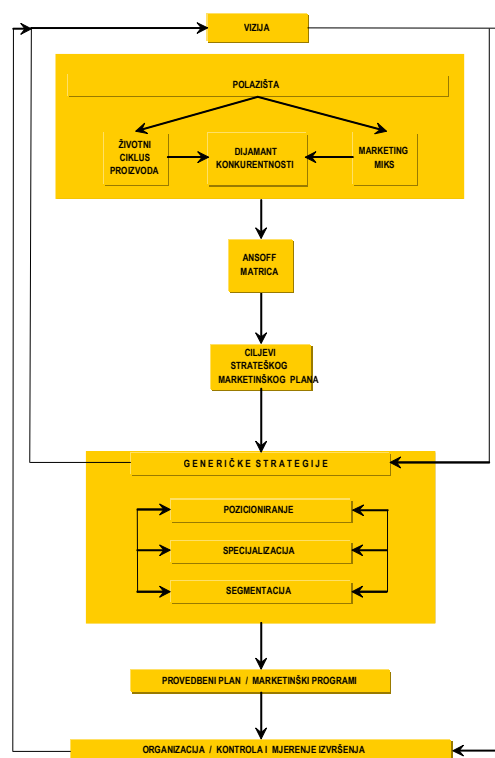 VIZIJA
POLAZIŠTA
ŽIVOTNI
CIKLUS
PROIZVODA
DIJAMANT
KONKURENTNOSTI
MARKETING
MIKS
ANSOFF
MATRICA
CILJEVI
STRATEŠKOG
MARKETINŠKOG PLANA
GENERIČKE STRATEGIJE
POZICIONIRANJE
SPECIJALIZACIJA
SEGMENTACIJA
PROVEDBENI PLAN / MARKETINŠKI PROGRAMI
ORGANIZACIJA / KONTROLA I MJERENJE IZVRŠENJA